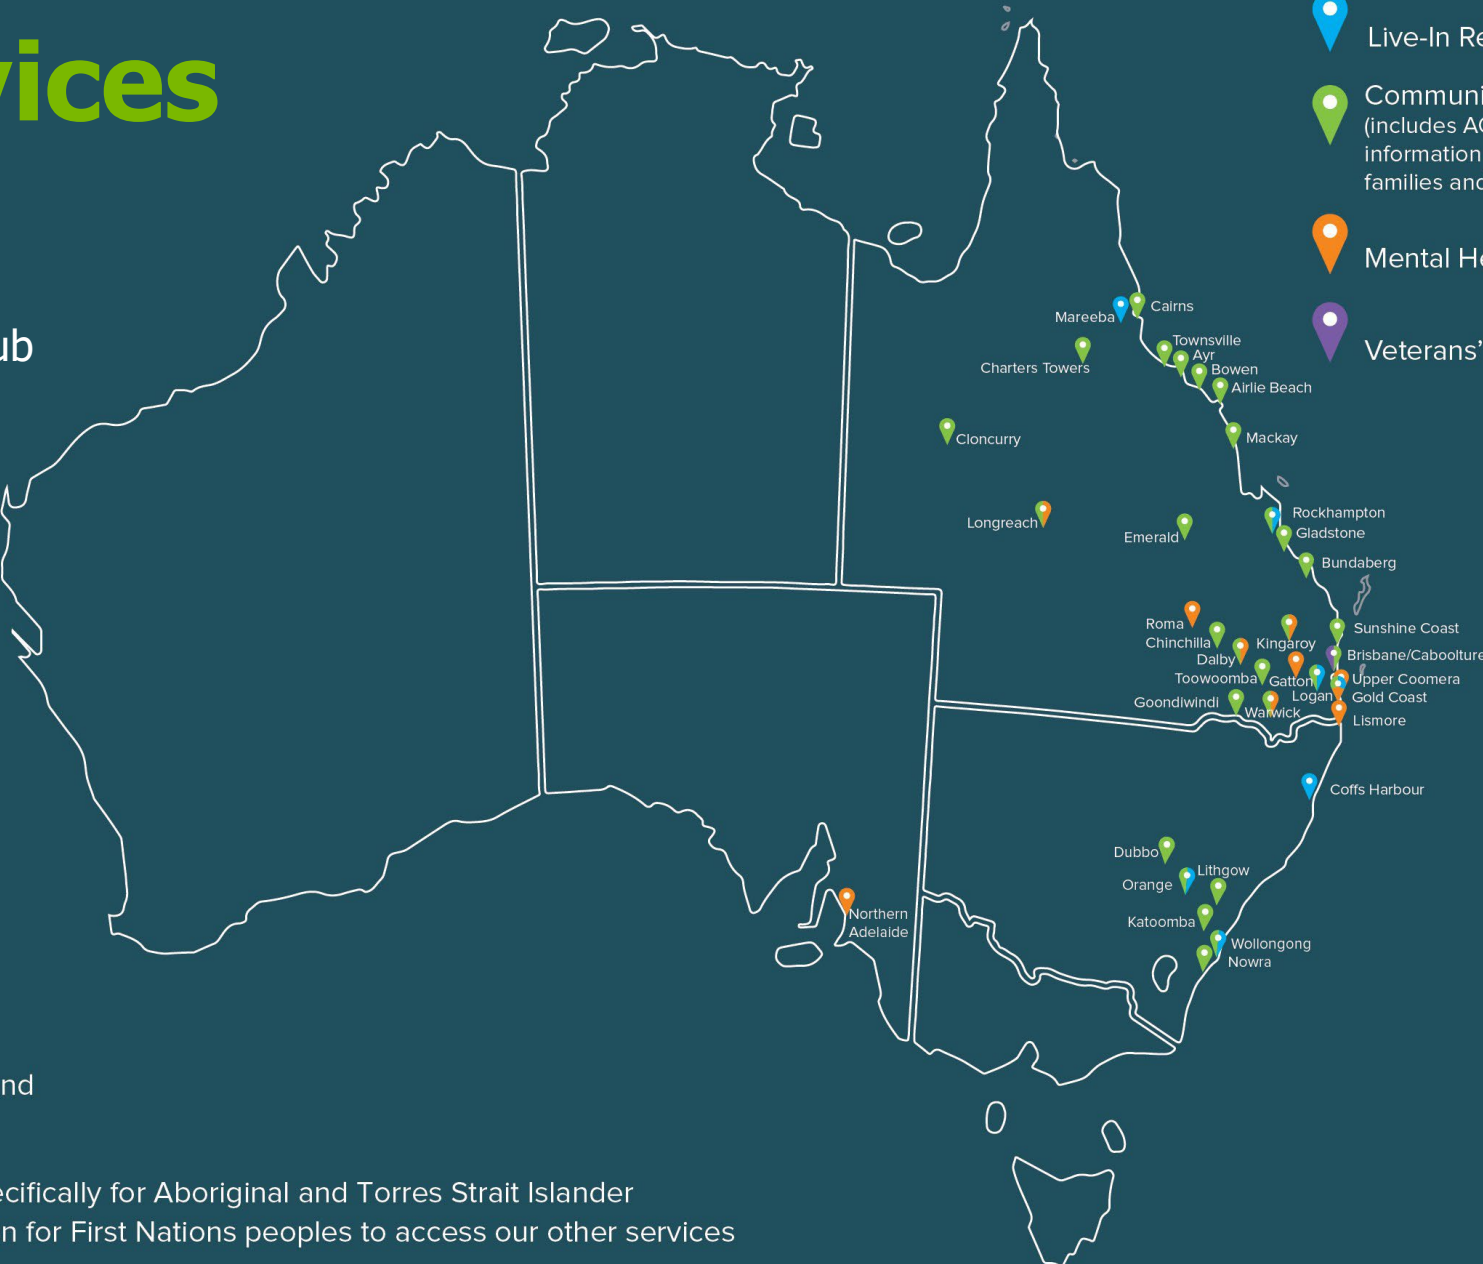 vices
Live-In Re
Communi
(includes AO
information
families and
Mental He
Veterans’
ub
Cairns
Mareeba
Townsville
Charters Towers
Ayr
Bowen
Airlie Beach
Cloncurry
Mackay
Longreach
Rockhampton
Emerald
Gladstone
Bundaberg
Roma
Chinchilla
Kingaroy
Sunshine Coast
Dalby
Brisbane/Caboolture
Toowoomba
Gatton
Upper Coomera
Logan
Gold Coast
Goondiwindi
Warwick
Lismore
Coffs Harbour
Dubbo
Lithgow
Orange
Northern
Adelaide
Katoomba
Wollongong
Nowra
nd
ecifically for Aboriginal and Torres Strait Islander
n for First Nations peoples to access our other services